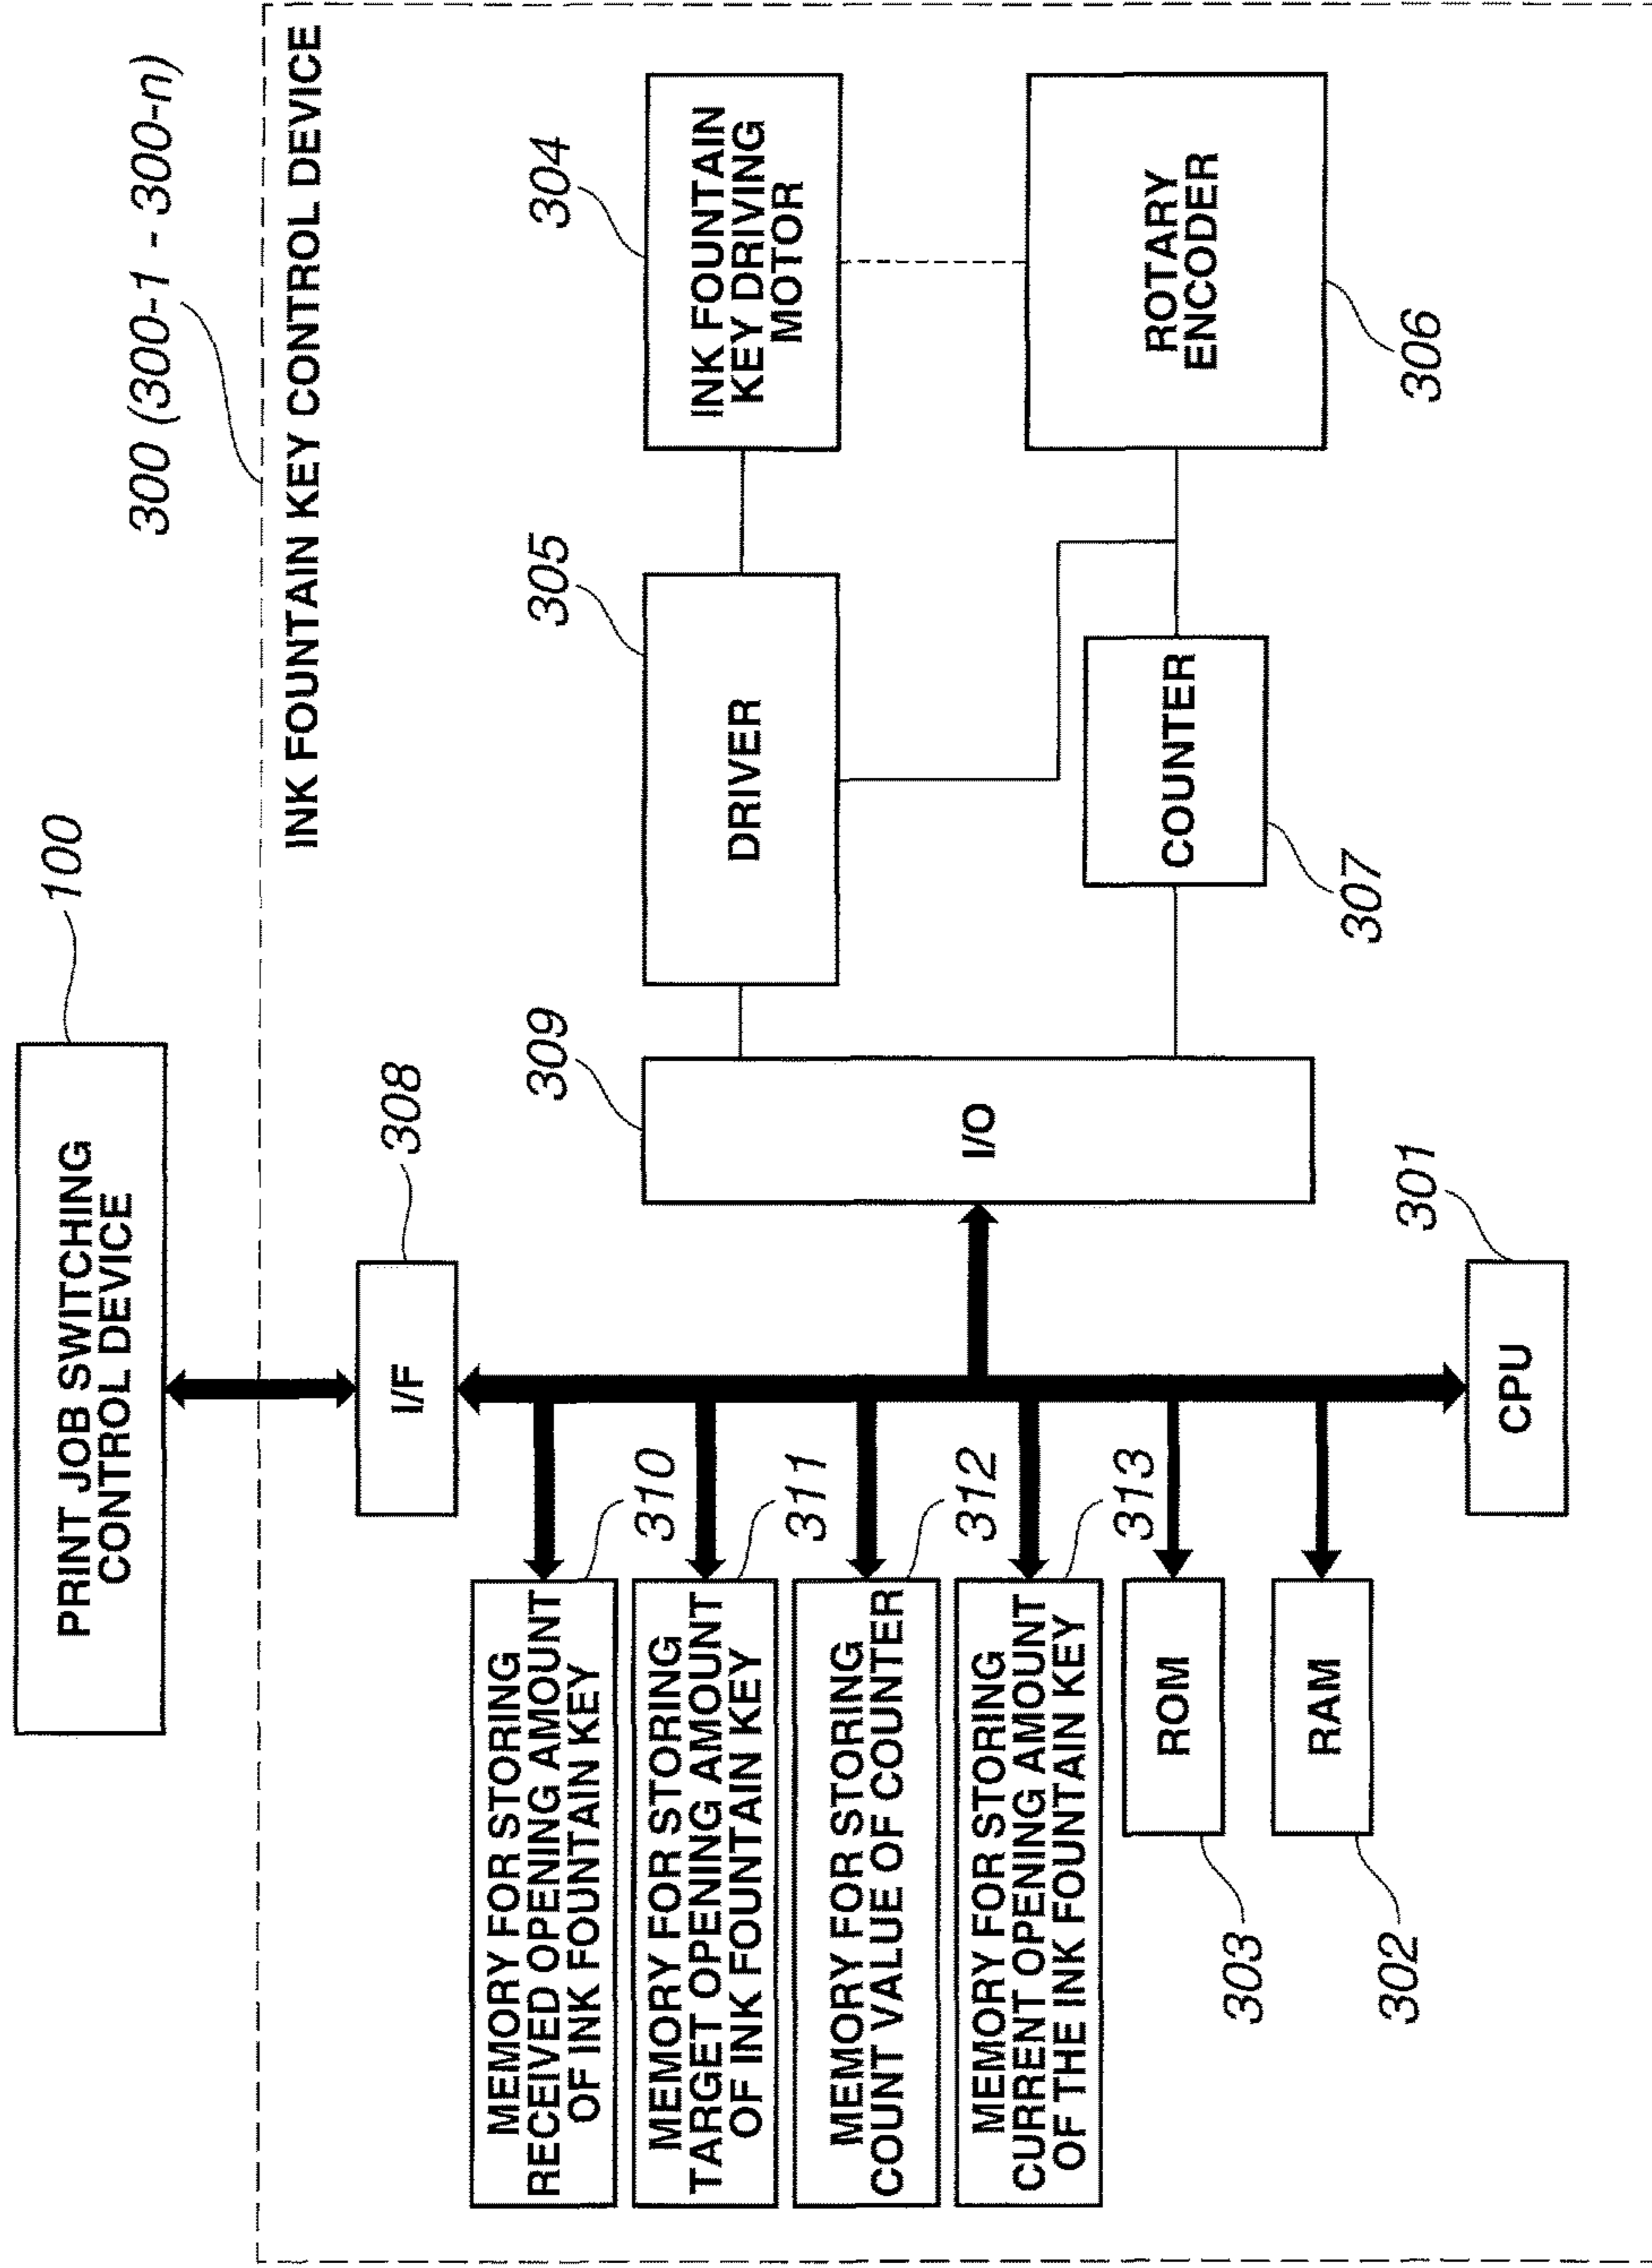 PRINT JOB SWITCHING
CONTROL DEVICE
100
300 (300-1 - 300-n)
INK FOUNTAIN KEY CONTROL DEVICE
I/F
308
MEMORY FOR STORING
RECEIVED OPENING AMOUNT
OF INK FOUNTAIN KEY
310
MEMORY FOR STORING
TARGET OPENING AMOUNT
OF INK FOUNTAIN KEY
311
MEMORY FOR STORING
COUNT VALUE OF COUNTER
312
MEMORY FOR STORING
CURRENT OPENING AMOUNT
OF THE INK FOUNTAIN KEY
313
ROM
303
RAM
302
CPU
301
I/O
309
DRIVER
305
INK FOUNTAIN
KEY DRIVING
MOTOR
304
COUNTER
307
ROTARY
ENCODER
306